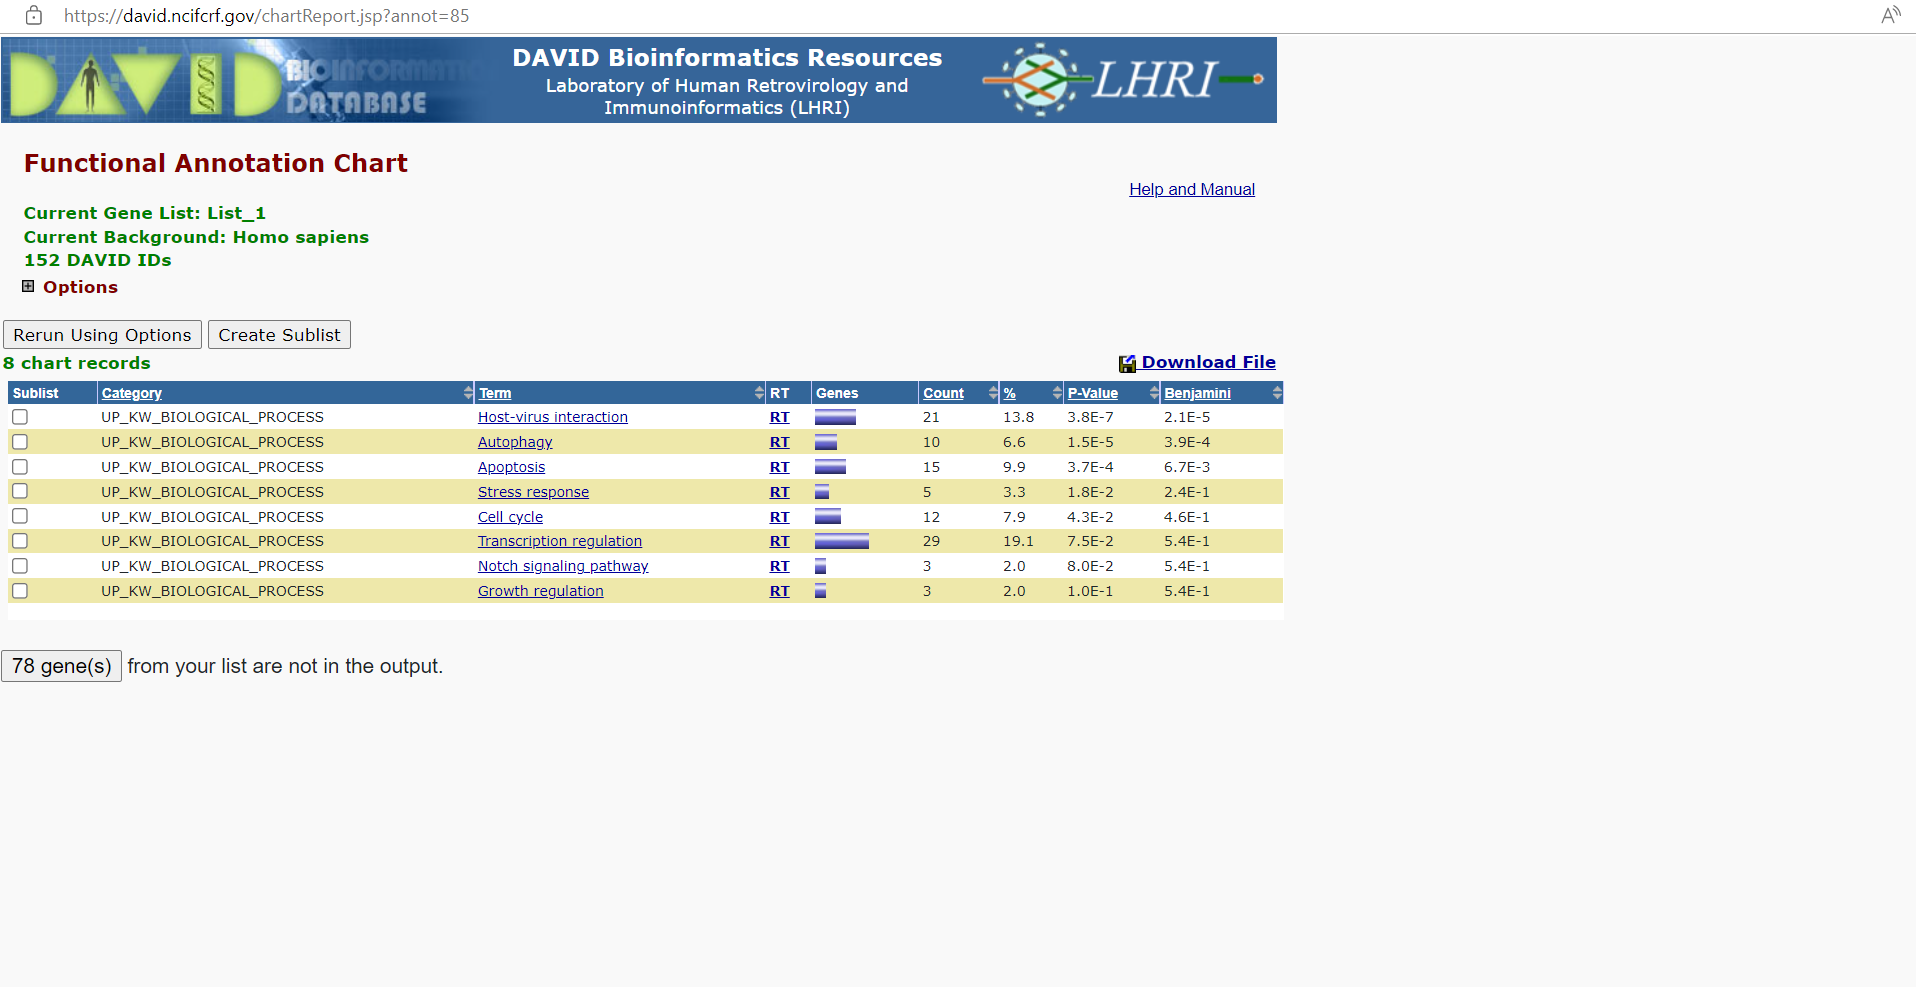 https://david.ncifcrf.gov/chartReport.jsp?annot=85
DAVID BIOINFORMATICS DATABASE
DAVID Bioinformatics Resources
Laboratory of Human Retrovirology and
Immunoinformatics (LHRI)
LHRI
Functional Annotation Chart
Help and Manual
Current Gene List: List_1
Current Background: Homo sapiens
152 DAVID IDs
Options
Rerun Using Options Create Sublist
8 chart records Download File
Sublist Category Term RT Genes Count % P-Value Benjamini
UP_KW_BIOLOGICAL_PROCESS Host-virus interaction RT 21 13.8 3.8E-7 2.1E-5
UP_KW_BIOLOGICAL_PROCESS Autophagy RT 10 6.6 1.5E-5 3.9E-4
UP_KW_BIOLOGICAL_PROCESS Apoptosis RT 15 9.9 3.7E-4 6.7E-3
UP_KW_BIOLOGICAL_PROCESS Stress response RT 5 3.3 1.8E-2 2.4E-1
UP_KW_BIOLOGICAL_PROCESS Cell cycle RT 12 7.9 4.3E-2 4.6E-1
UP_KW_BIOLOGICAL_PROCESS Transcription regulation RT 29 19.1 7.5E-2 5.4E-1
UP_KW_BIOLOGICAL_PROCESS Notch signaling pathway RT 3 2.0 8.0E-2 5.4E-1
UP_KW_BIOLOGICAL_PROCESS Growth regulation RT 3 2.0 1.0E-1 5.4E-1
78 gene(s) from your list are not in the output.